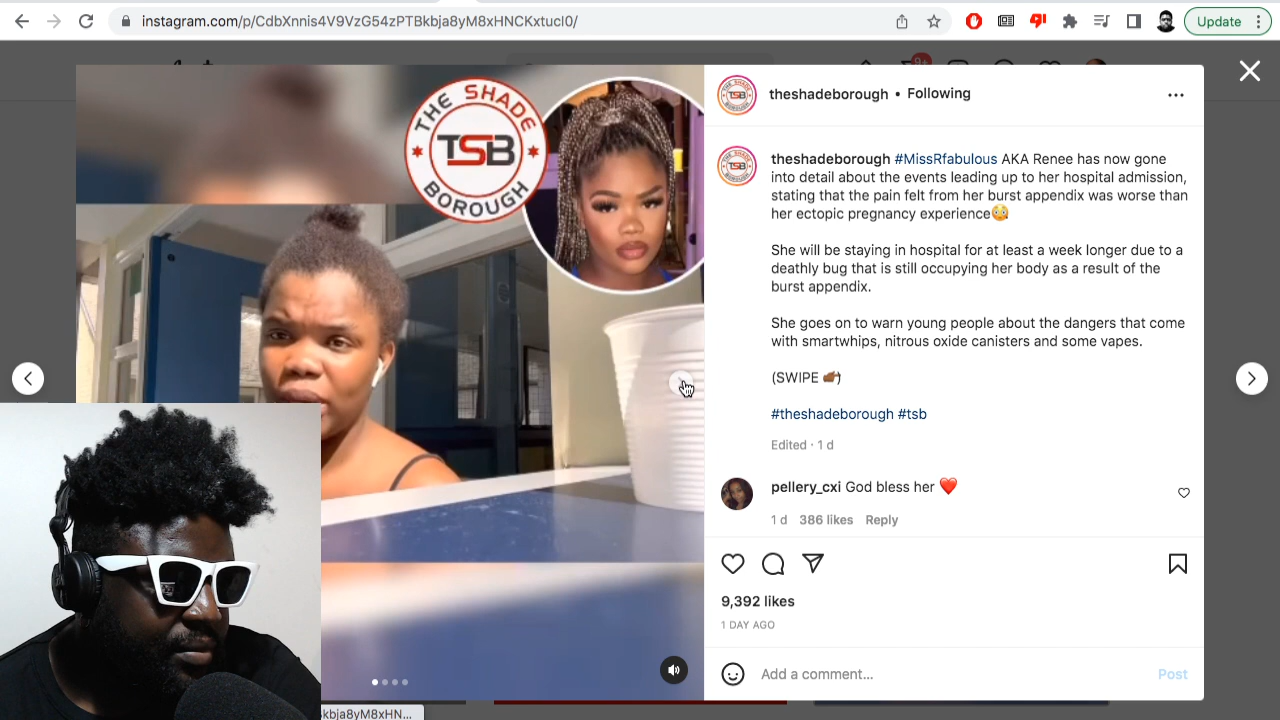 instagram.com/p/CdbXnnis4V9VzG54zPTBkbja8yM8xHNCKxtucI0/
Update
9+
THE SHADE
TSB
BOROUGH
theshadeborough • Following
theshadeborough #MissRfabulous AKA Renee has now gone
into detail about the events leading up to her hospital admission,
stating that the pain felt from her burst appendix was worse than
her ectopic pregnancy experience😳
She will be staying in hospital for at least a week longer due to a
deathly bug that is still occupying her body as a result of the
burst appendix.
She goes on to warn young people about the dangers that come
with smartwhips, nitrous oxide canisters and some vapes.
(SWIPE 👉🏾)
#theshadeborough #tsb
Edited · 1 d
pellery_cxi God bless her ❤️
1 d 386 likes Reply
9,392 likes
1 DAY AGO
Add a comment...
Post
kbja8yM8xHN...